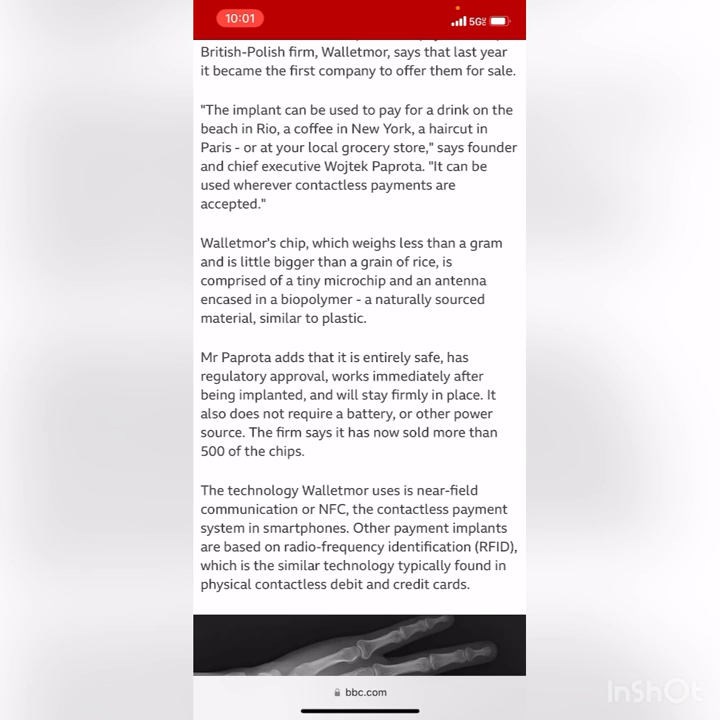 10:01
5G
British-Polish firm, Walletmor, says that last year
it became the first company to offer them for sale.
"The implant can be used to pay for a drink on the
beach in Rio, a coffee in New York, a haircut in
Paris - or at your local grocery store," says founder
and chief executive Wojtek Paprota. "It can be
used wherever contactless payments are
accepted."
Walletmor's chip, which weighs less than a gram
and is little bigger than a grain of rice, is
comprised of a tiny microchip and an antenna
encased in a biopolymer - a naturally sourced
material, similar to plastic.
Mr Paprota adds that it is entirely safe, has
regulatory approval, works immediately after
being implanted, and will stay firmly in place. It
also does not require a battery, or other power
source. The firm says it has now sold more than
500 of the chips.
The technology Walletmor uses is near-field
communication or NFC, the contactless payment
system in smartphones. Other payment implants
are based on radio-frequency identification (RFID),
which is the similar technology typically found in
physical contactless debit and credit cards.
bbc.com
InShOt